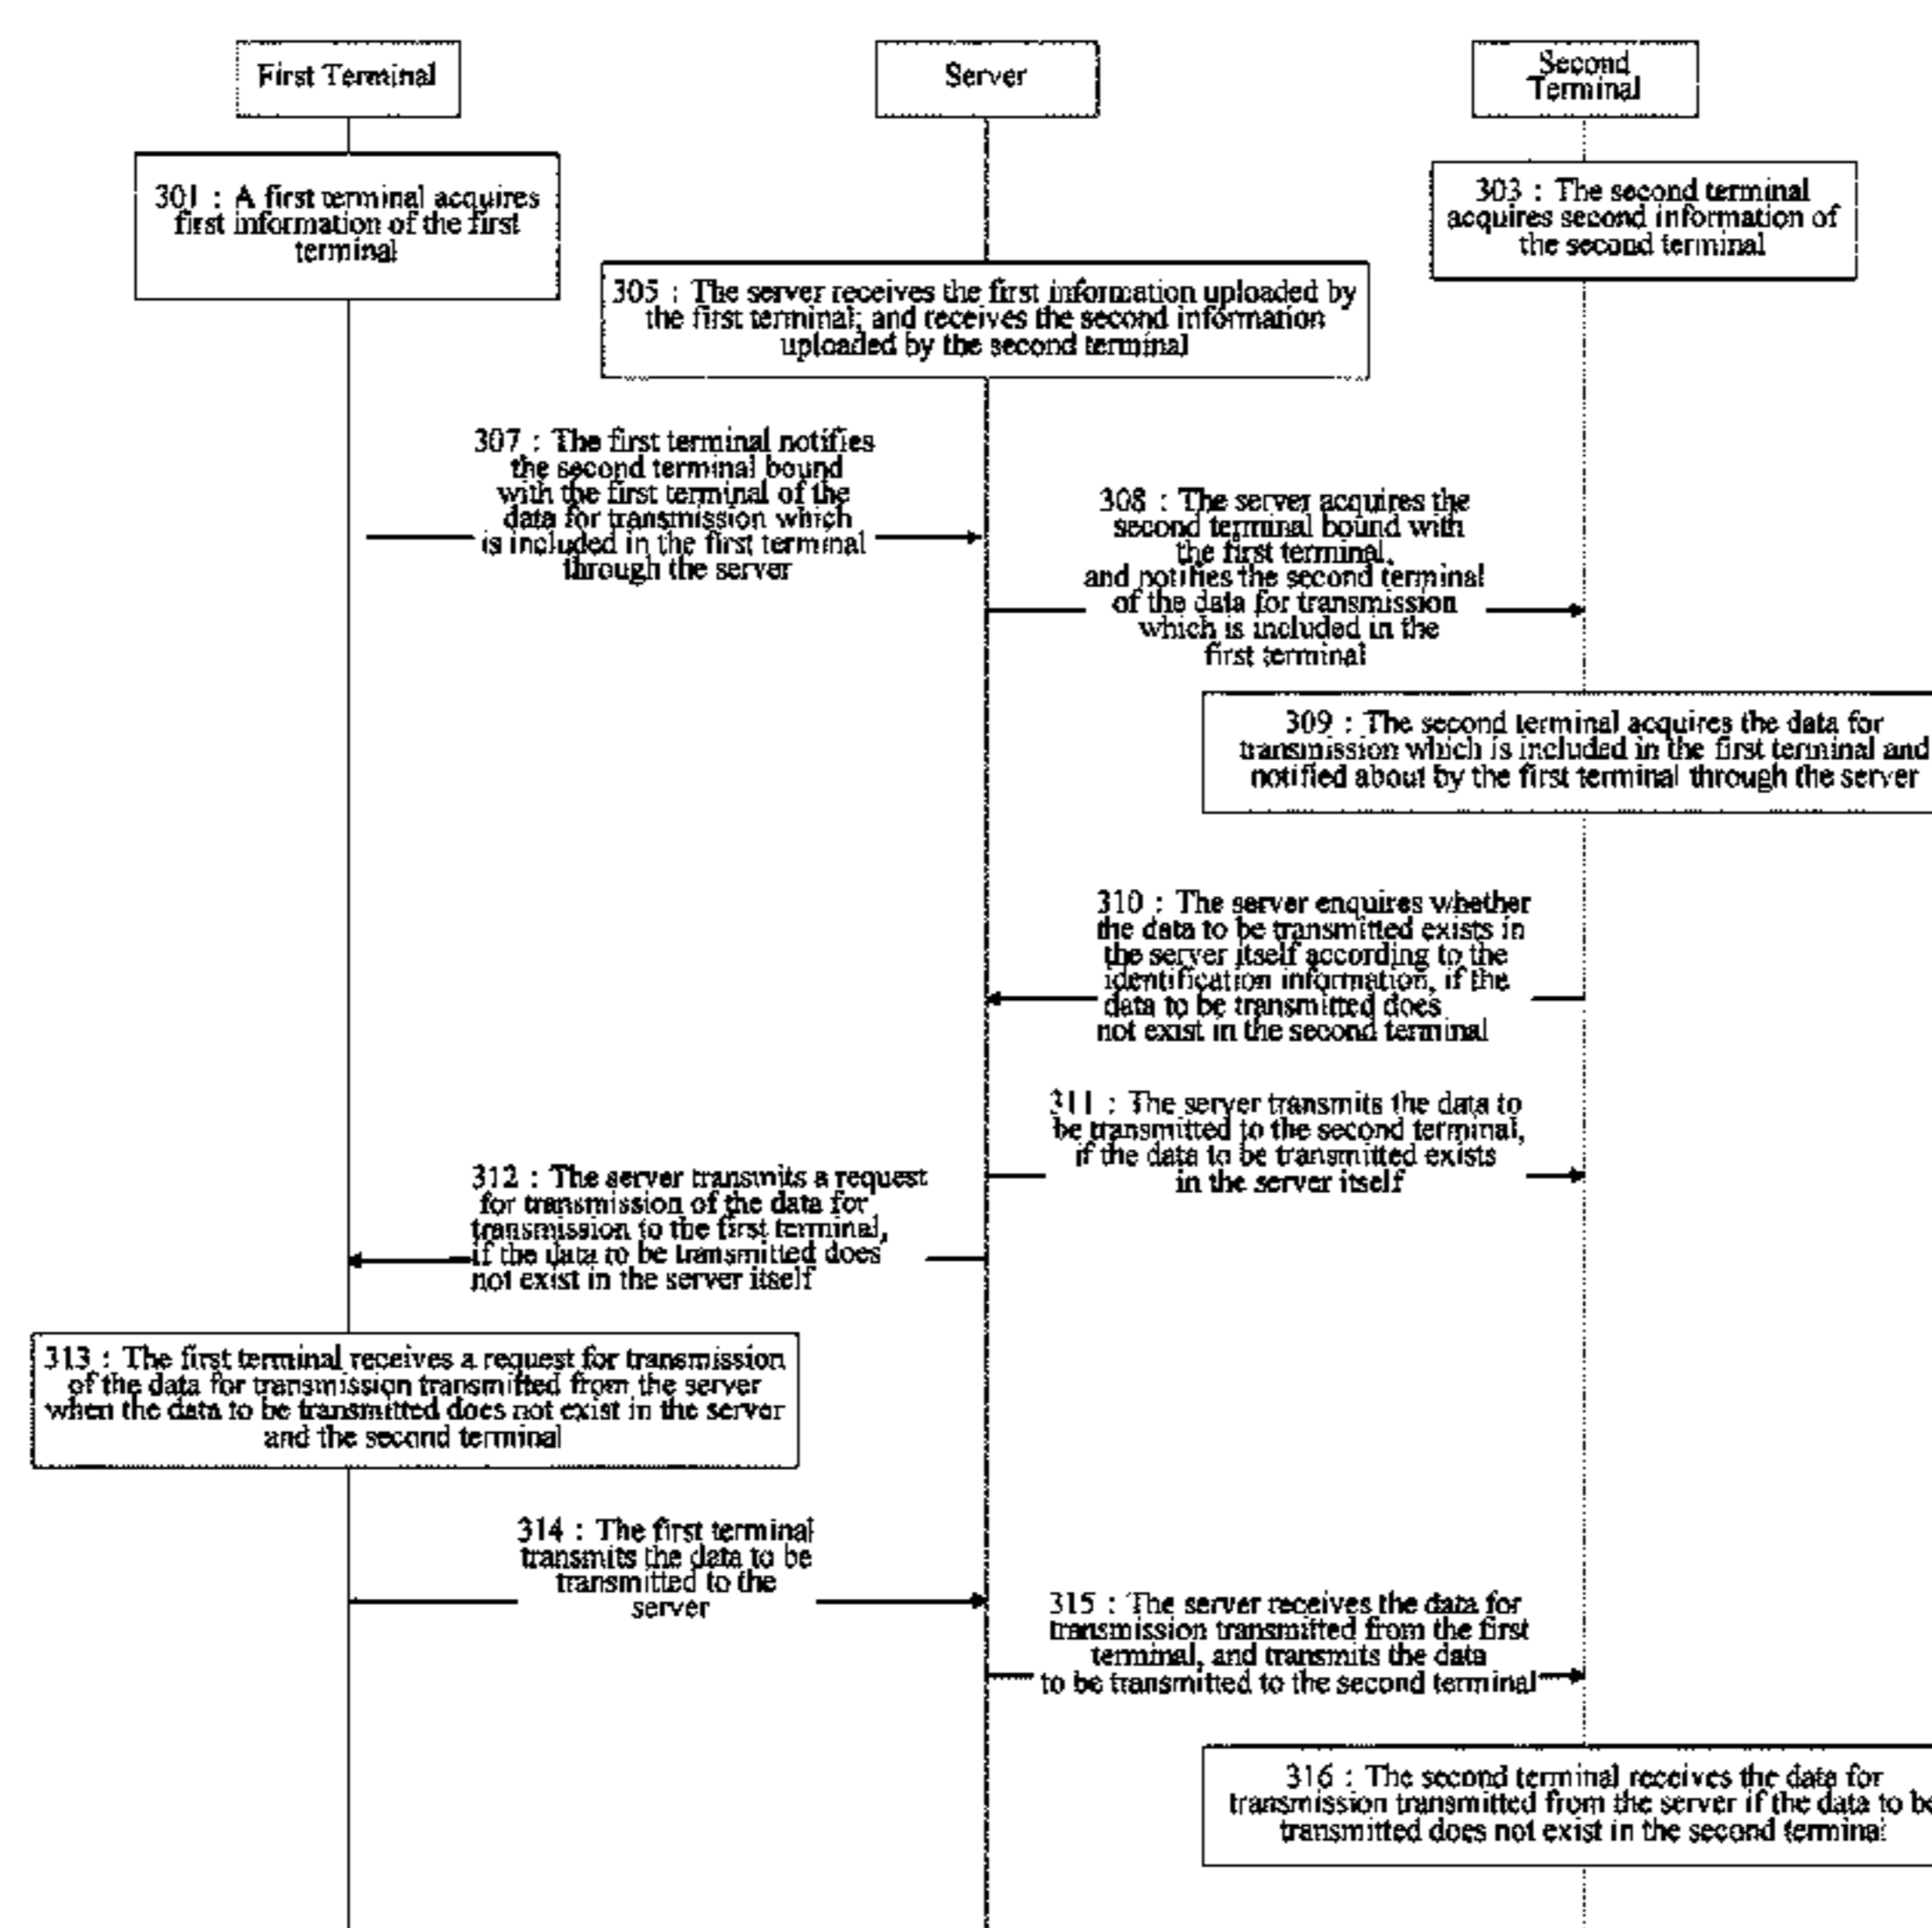 First Terminal
Server
Second
Terminal
301 : A first terminal acquires
first information of the first
terminal
303 : The second terminal
acquires second information of
the second terminal
305 : The server receives the first information uploaded by
the first terminal; and receives the second information
uploaded by the second terminal
307 : The first terminal notifies
the second terminal bound
with the first terminal of the
data for transmission which
is included in the first terminal
through the server
308 : The server acquires the
second terminal bound with
the first terminal,
and notifies the second terminal
of the data for transmission
which is included in the
first terminal
309 : The second terminal acquires the data for
transmission which is included in the first terminal and
notified about by the first terminal through the server
310 : The server enquires whether
the data to be transmitted exists in
the server itself according to the
identification information, if the
data to be transmitted does
not exist in the second terminal
311 : The server transmits the data to
be transmitted to the second terminal,
if the data to be transmitted exists
in the server itself
312 : The server transmits a request
for transmission of the data for
transmission to the first terminal,
if the data to be transmitted does
not exist in the server itself
313 : The first terminal receives a request for transmission
of the data for transmission transmitted from the server
when the data to be transmitted does not exist in the server
and the second terminal
314 : The first terminal
transmits the data to be
transmitted to the
server
315 : The server receives the data for
transmission transmitted from the first
terminal, and transmits the data
to be transmitted to the second terminal
316 : The second terminal receives the data for
transmission transmitted from the server if the data to be
transmitted does not exist in the second terminal